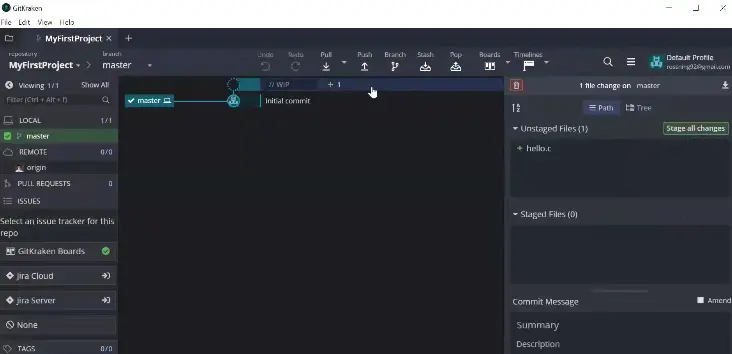 GitKraken
File Edit View Help
MyFirstProject
repository
branch
MyFirstProject
master
Undo Redo Pull Push Branch Stash Pop Boards Timelines
Default Profile
Viewing 1/1 Show All
Filter (Ctrl + Alt + f)
LOCAL 1/1
master
REMOTE 0/0
origin
PULL REQUESTS 0
ISSUES
Select an issue tracker for this
repo
GitKraken Boards
Jira Cloud
Jira Server
None
TAGS 0/0
// WIP + 1
master
Initial commit
1 file change on master
Path Tree
Unstaged Files (1) Stage all changes
+ hello.c
Staged Files (0)
Commit Message Amend
Summary
Description